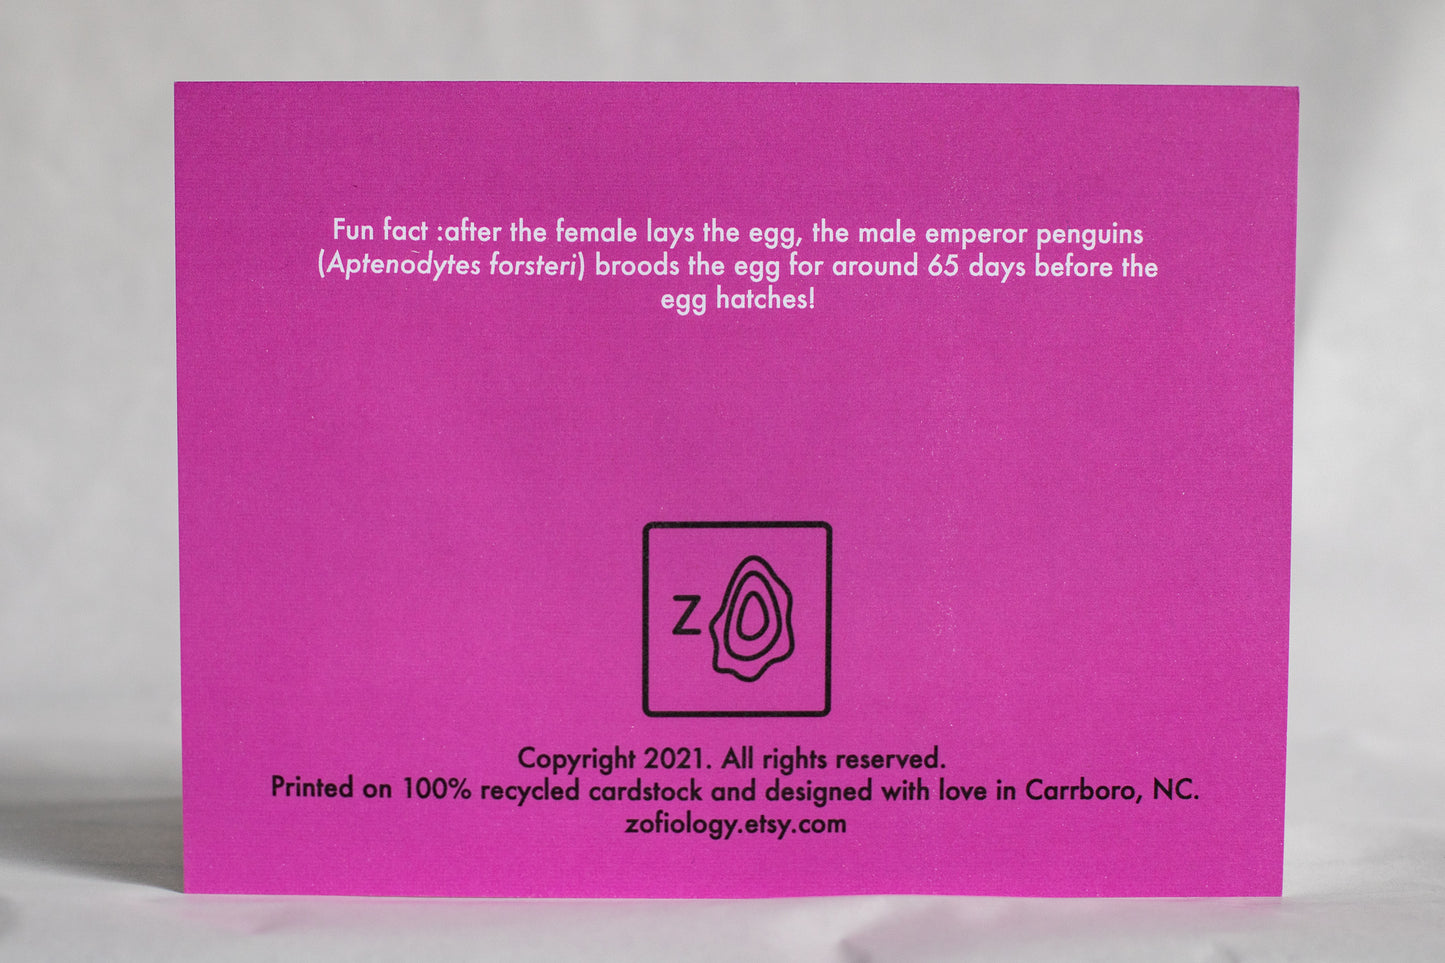 Fun fact :after the female lays the egg, the male emperor penguins
(Aptenodytes forsteri) broods the egg for around 65 days before the
egg hatches!
Z
Copyright 2021. All rights reserved.
Printed on 100% recycled cardstock and designed with love in Carrboro, NC.
zofiology.etsy.com